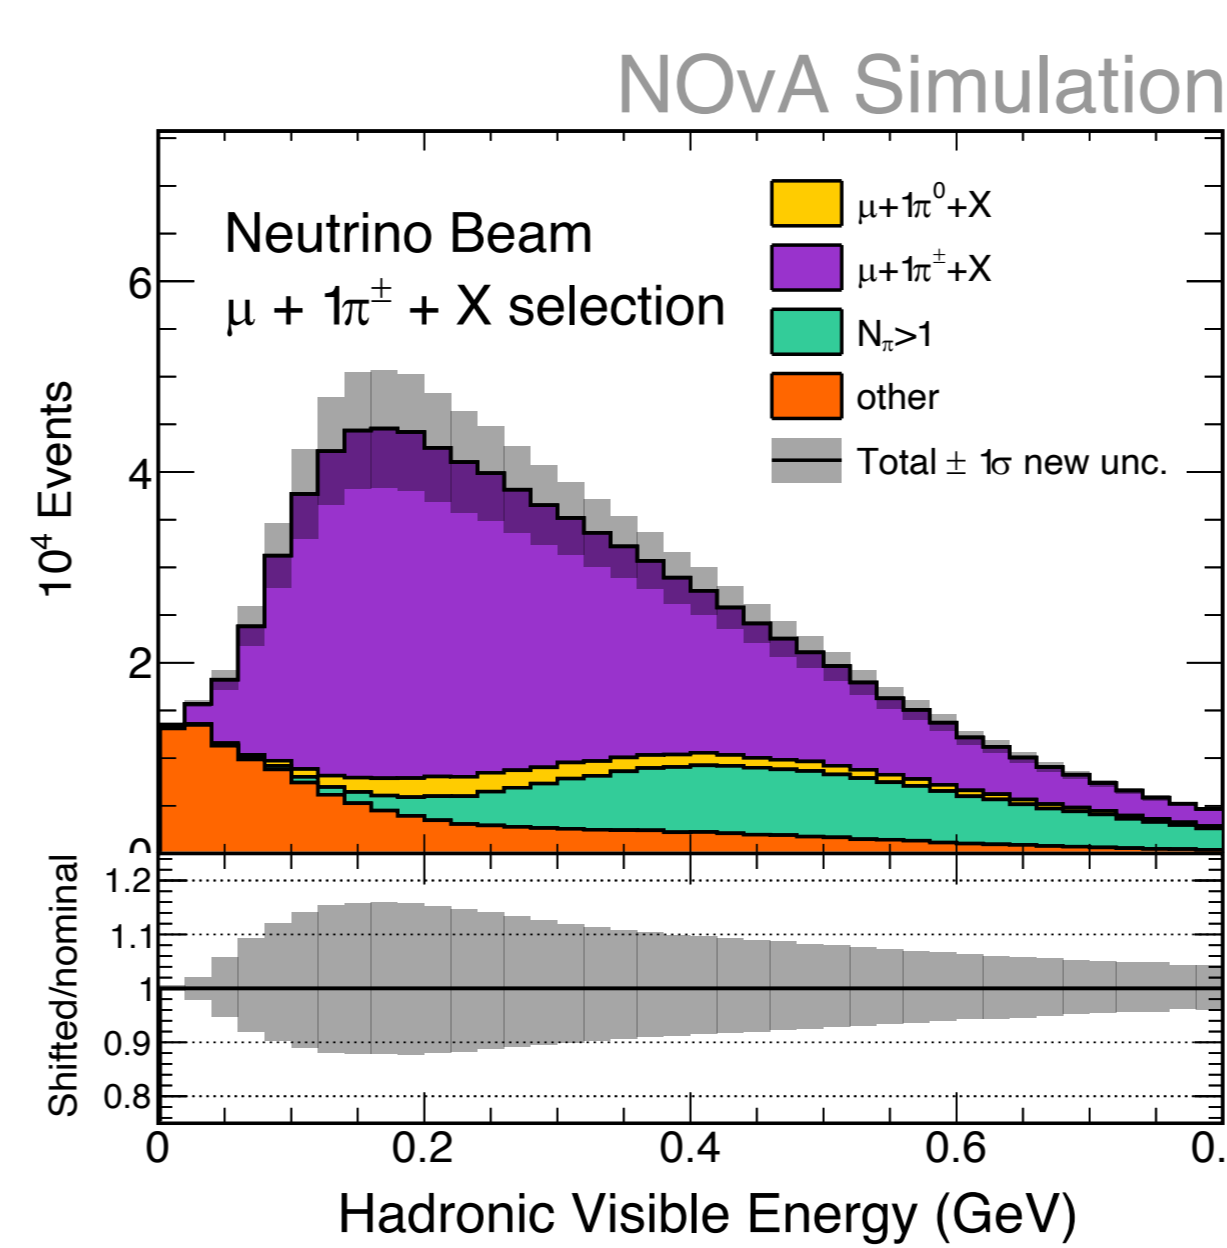 NOνA Simulation
Neutrino Beam
μ + 1π± + X selection
μ+1π⁰+X
μ+1π±+X
Nπ>1
other
Total ± 1σ new unc.
10⁴ Events
6
4
2
0
Shifted/nominal
1.2
1.1
1
0.9
0.8
0 0.2 0.4 0.6 0.
Hadronic Visible Energy (GeV)